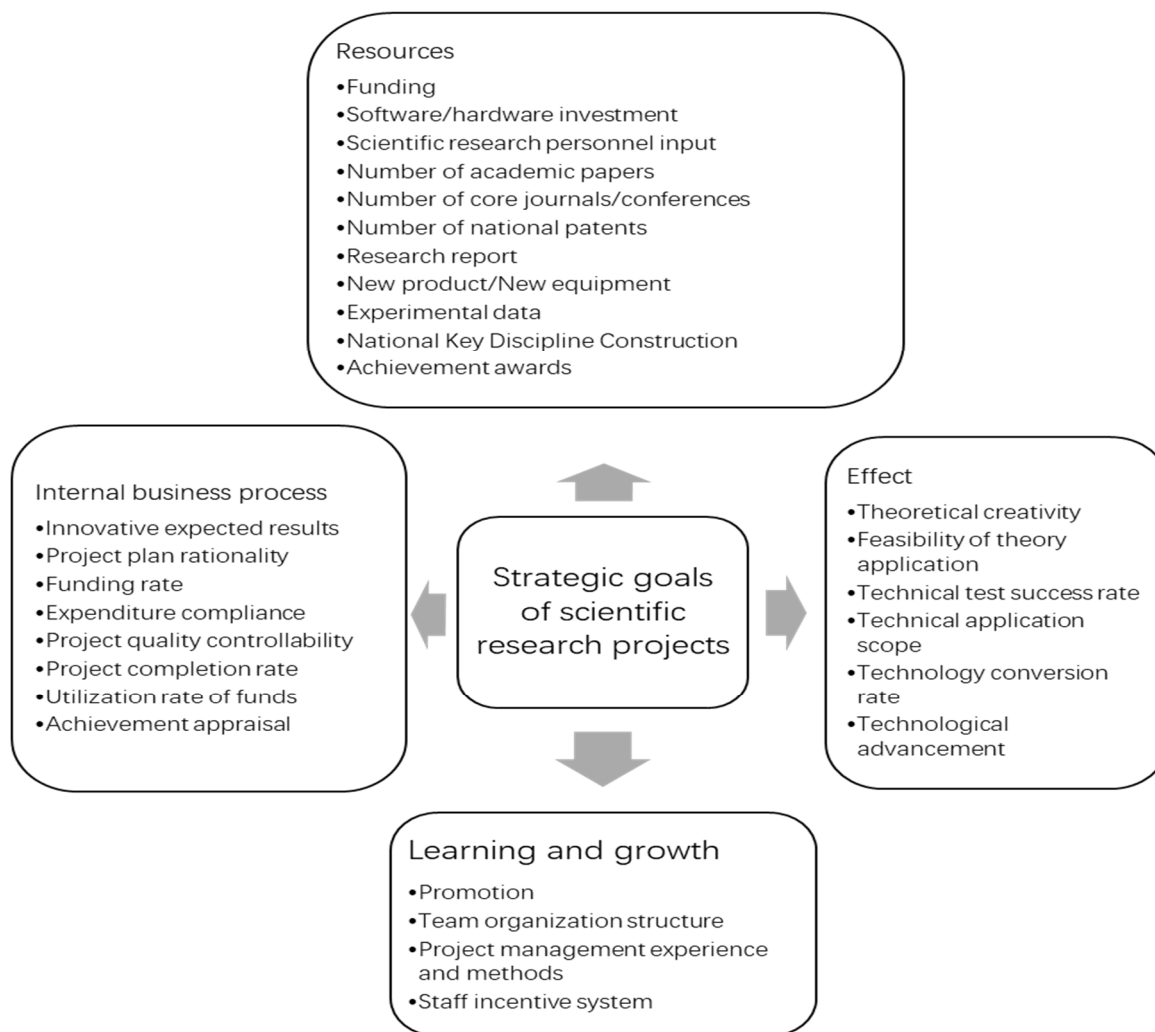 Resources
•Funding
•Software/hardware investment
•Scientific research personnel input
•Number of academic papers
•Number of core journals/conferences
•Number of national patents
•Research report
•New product/New equipment
•Experimental data
•National Key Discipline Construction
•Achievement awards
Internal business process
•Innovative expected results
•Project plan rationality
•Funding rate
•Expenditure compliance
•Project quality controllability
•Project completion rate
•Utilization rate of funds
•Achievement appraisal
Strategic goals
of scientific
research projects
Effect
•Theoretical creativity
•Feasibility of theory
application
•Technical test success rate
•Technical application
scope
•Technology conversion
rate
•Technological
advancement
Learning and growth
•Promotion
•Team organization structure
•Project management experience
and methods
•Staff incentive system